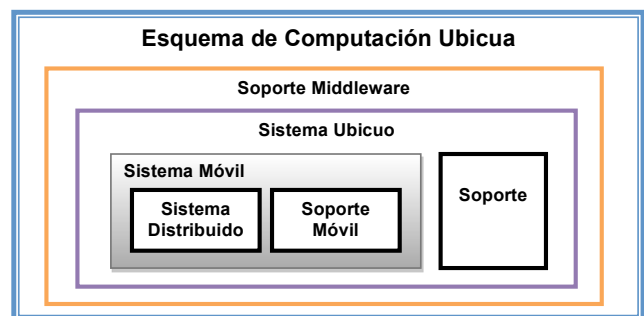 Esquema de Computación Ubicua
Soporte Middleware
Sistema Ubicuo
Sistema Móvil
Sistema
Distribuido
Soporte
Móvil
Soporte